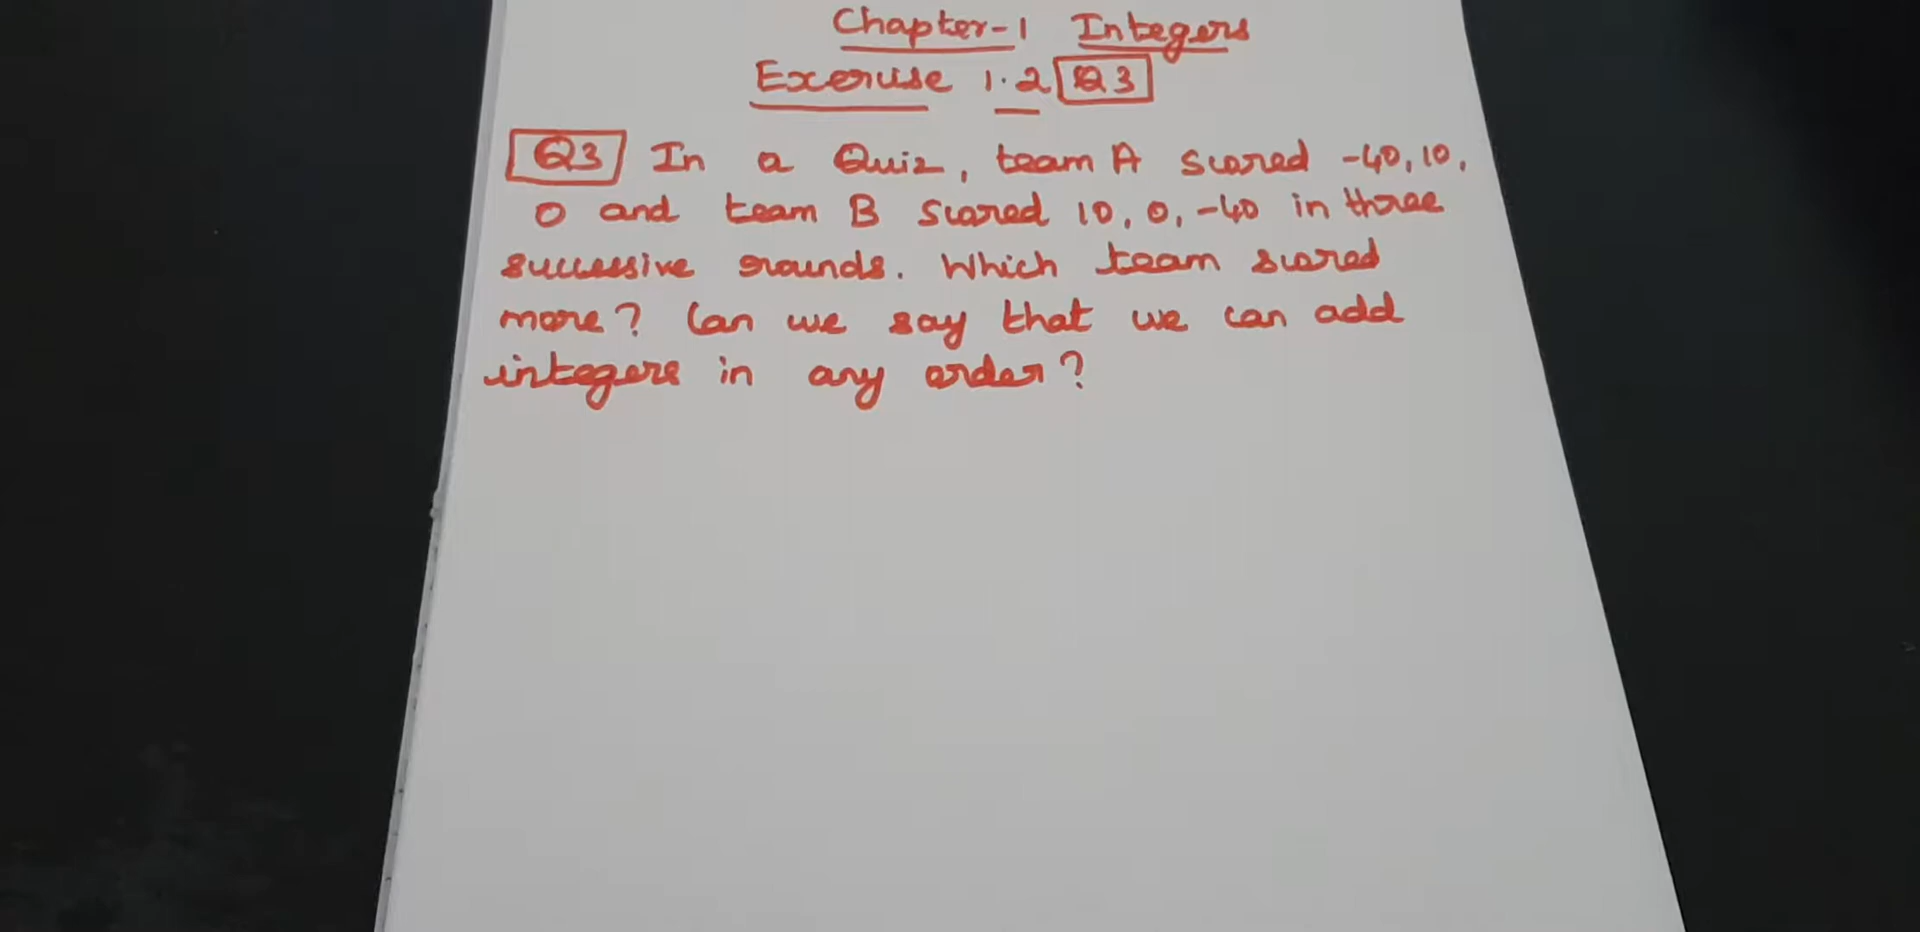 Chapter-1 Integers
Exercise 1.2 Q3
Q3 In a Quiz, team A scored -40, 10,
0 and team B scored 10, 0, -40 in three
successive rounds. Which team scored
more? Can we say that we can add
integers in any order?